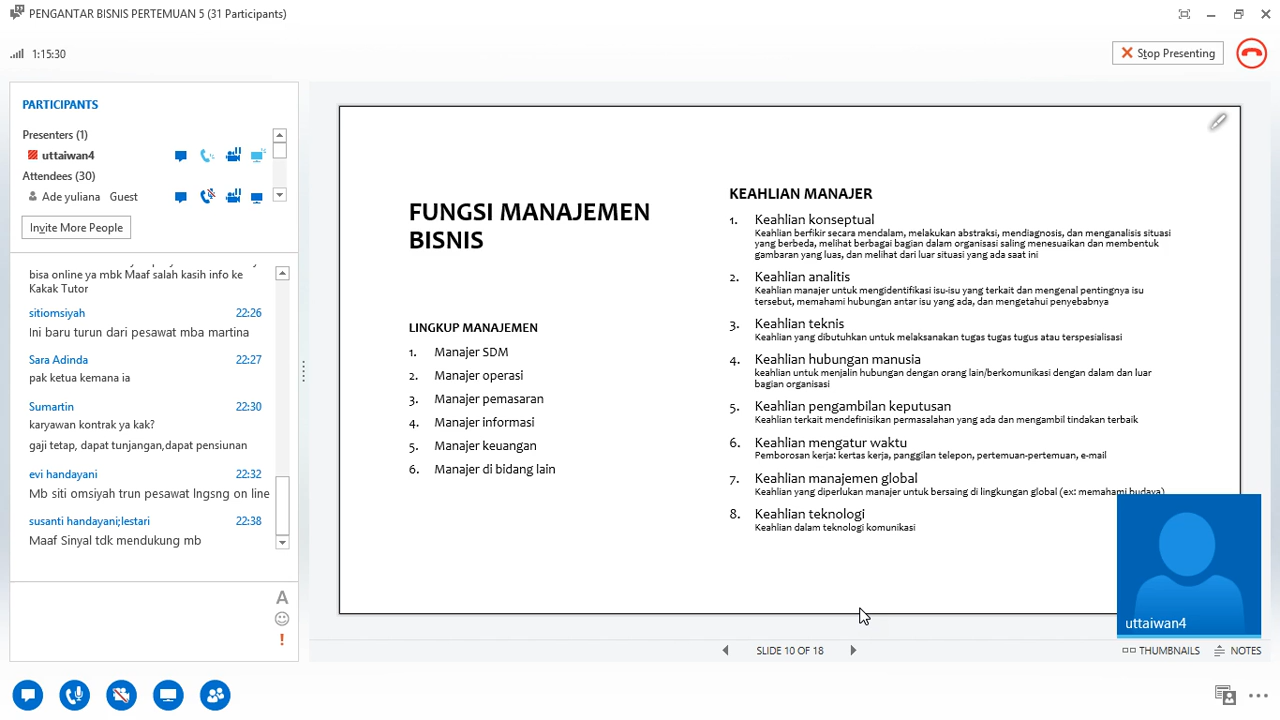 PENGANTAR BISNIS PERTEMUAN 5 (31 Participants)
1:15:30
Stop Presenting
PARTICIPANTS
Presenters (1)
uttaiwan4
Attendees (30)
Ade yuliana Guest
Invite More People
bisa online ya mbk Maaf salah kasih info ke
Kakak Tutor
sitiomsiyah 22:26
Ini baru turun dari pesawat mba martina
Sara Adinda 22:27
pak ketua kemana ia
Sumartin 22:30
karyawan kontrak ya kak?
gaji tetap, dapat tunjangan,dapat pensiunan
evi handayani 22:32
Mb siti omsiyah trun pesawat lngsng on line
susanti handayani;lestari 22:38
Maaf Sinyal tdk mendukung mb
A
!
FUNGSI MANAJEMEN
BISNIS
LINGKUP MANAJEMEN
1. Manajer SDM
2. Manajer operasi
3. Manajer pemasaran
4. Manajer informasi
5. Manajer keuangan
6. Manajer di bidang lain
KEAHLIAN MANAJER
1. Keahlian konseptual
Keahlian berfikir secara mendalam, melakukan abstraksi, mendiagnosis, dan menganalisis situasi
yang berbeda, melihat berbagai bagian dalam organisasi saling menesuaikan dan membentuk
gambaran yang luas, dan melihat dari luar situasi yang ada saat ini
2. Keahlian analitis
Keahlian manajer untuk mengidentifikasi isu-isu yang terkait dan mengenal pentingnya isu
tersebut, memahami hubungan antar isu yang ada, dan mengetahui penyebabnya
3. Keahlian teknis
Keahlian yang dibutuhkan untuk melaksanakan tugas tugas tugus atau terspesialisasi
4. Keahlian hubungan manusia
keahlian untuk menjalin hubungan dengan orang lain/berkomunikasi dengan dalam dan luar
bagian organisasi
5. Keahlian pengambilan keputusan
Keahlian terkait mendefinisikan permasalahan yang ada dan mengambil tindakan terbaik
6. Keahlian mengatur waktu
Pemborosan kerja: kertas kerja, panggilan telepon, pertemuan-pertemuan, e-mail
7. Keahlian manajemen global
Keahlian yang diperlukan manajer untuk bersaing di lingkungan global (ex: memahami budaya)
8. Keahlian teknologi
Keahlian dalam teknologi komunikasi
uttaiwan4
SLIDE 10 OF 18
THUMBNAILS
NOTES